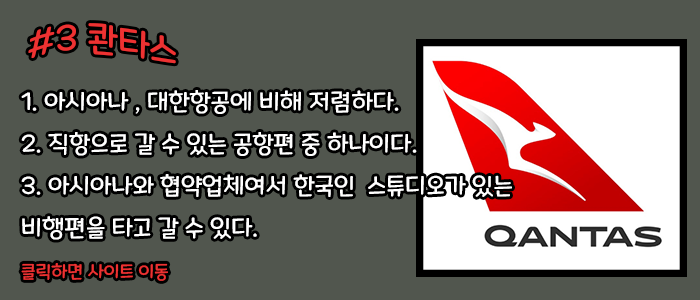 #3 콴타스
1. 아시아나 , 대한항공에 비해 저렴하다.
2. 직항으로 갈 수 있는 공항편 중 하나이다.
3. 아시아나와 협약업체여서 한국인  스튜디오가 있는
비행편을 타고 갈 수 있다.
클릭하면 사이트 이동
QANTAS